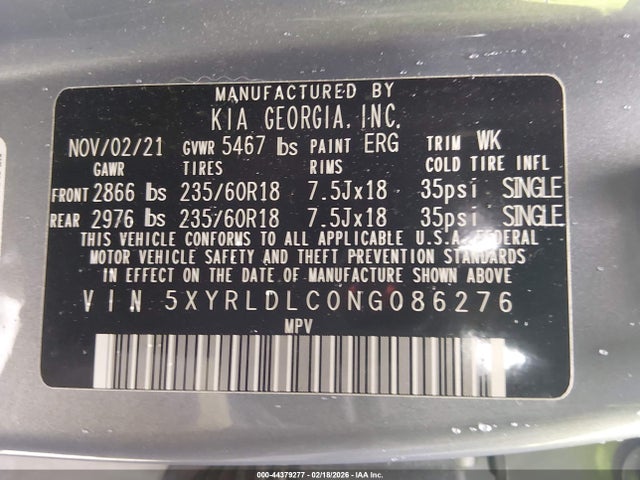 MANUFACTURED BY
KIA GEORGIA, INC.
NOV/02/21 GVWR 5467 lbs PAINT ERG TRIM WK
GAWR TIRES RIMS COLD TIRE INFL
FRONT 2866 lbs 235/60R18 7.5Jx18 35psi SINGLE
REAR 2976 lbs 235/60R18 7.5Jx18 35psi SINGLE
THIS VEHICLE CONFORMS TO ALL APPLICABLE U.S.A. FEDERAL
MOTOR VEHICLE SAFETY AND THEFT PREVENTION STANDARDS
IN EFFECT ON THE DATE OF MANUFACTURE SHOWN ABOVE
VIN 5XYRLDLC0NG086276
MPV
000-44379277 - 02/18/2026 - IAA Inc.